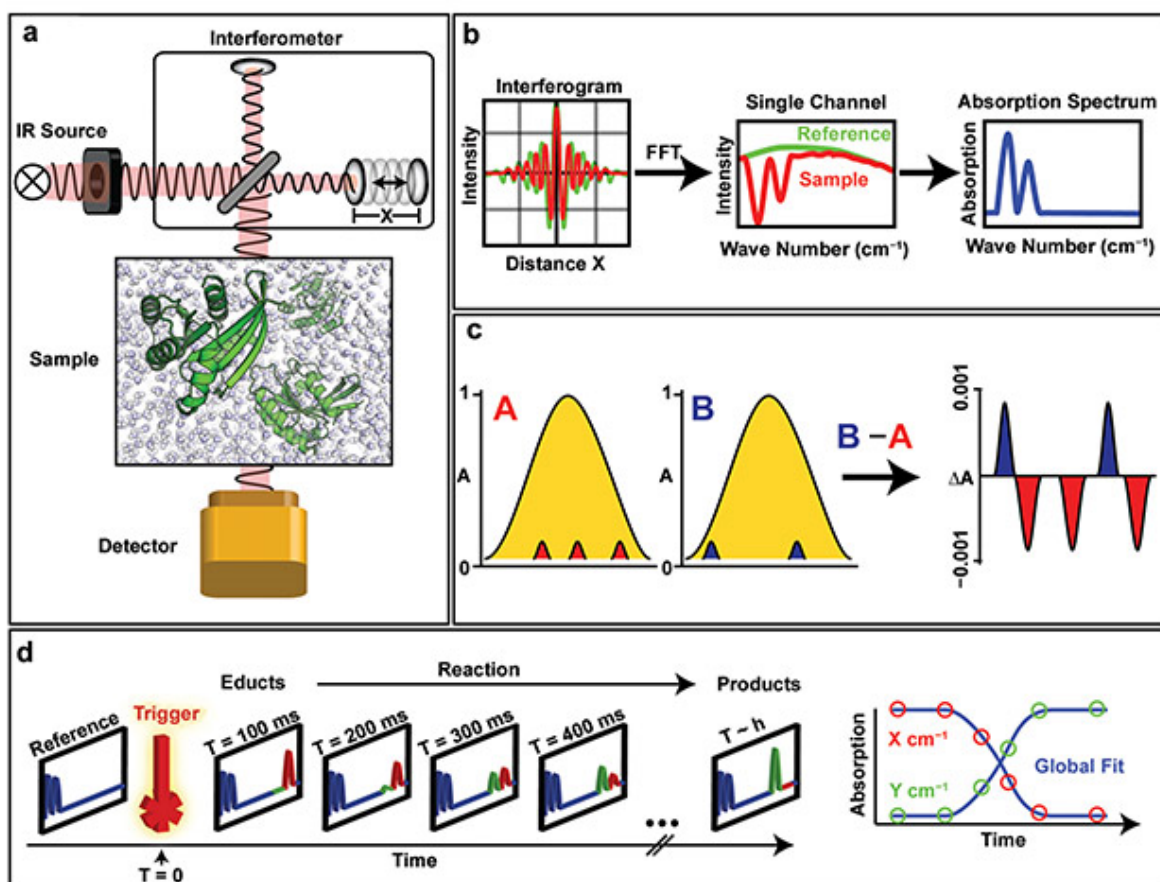 a
Interferometer
IR Source
X
Sample
Detector
b
Interferogram
Intensity
Distance X
FFT
Single Channel
Reference
Sample
Intensity
Wave Number (cm⁻¹)
Absorption Spectrum
Absorption
Wave Number (cm⁻¹)
c
1
A
A
0
1
B
A
0
B – A
0.001
ΔA
−0.001
d
Reference
Trigger
T = 0
Educts
Reaction
Products
T = 100 ms
T = 200 ms
T = 300 ms
T = 400 ms
•••
T ~ h
Time
Absorption
X cm⁻¹
Y cm⁻¹
Global Fit
Time